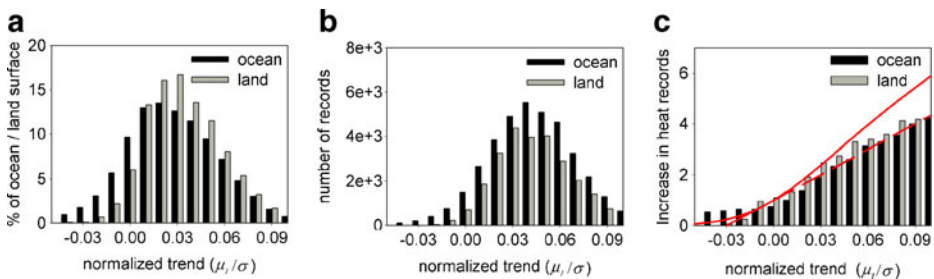 a
% of ocean / land surface
20
15
10
5
0
ocean
land
-0.03 0.00 0.03 0.06 0.09
normalized trend (μt/σ)
b
number of records
8e+3
6e+3
4e+3
2e+3
0
ocean
land
-0.03 0.00 0.03 0.06 0.09
normalized trend (μt/σ)
c
Increase in heat records
6
4
2
0
ocean
land
-0.03 0.00 0.03 0.06 0.09
normalized trend (μt/σ)